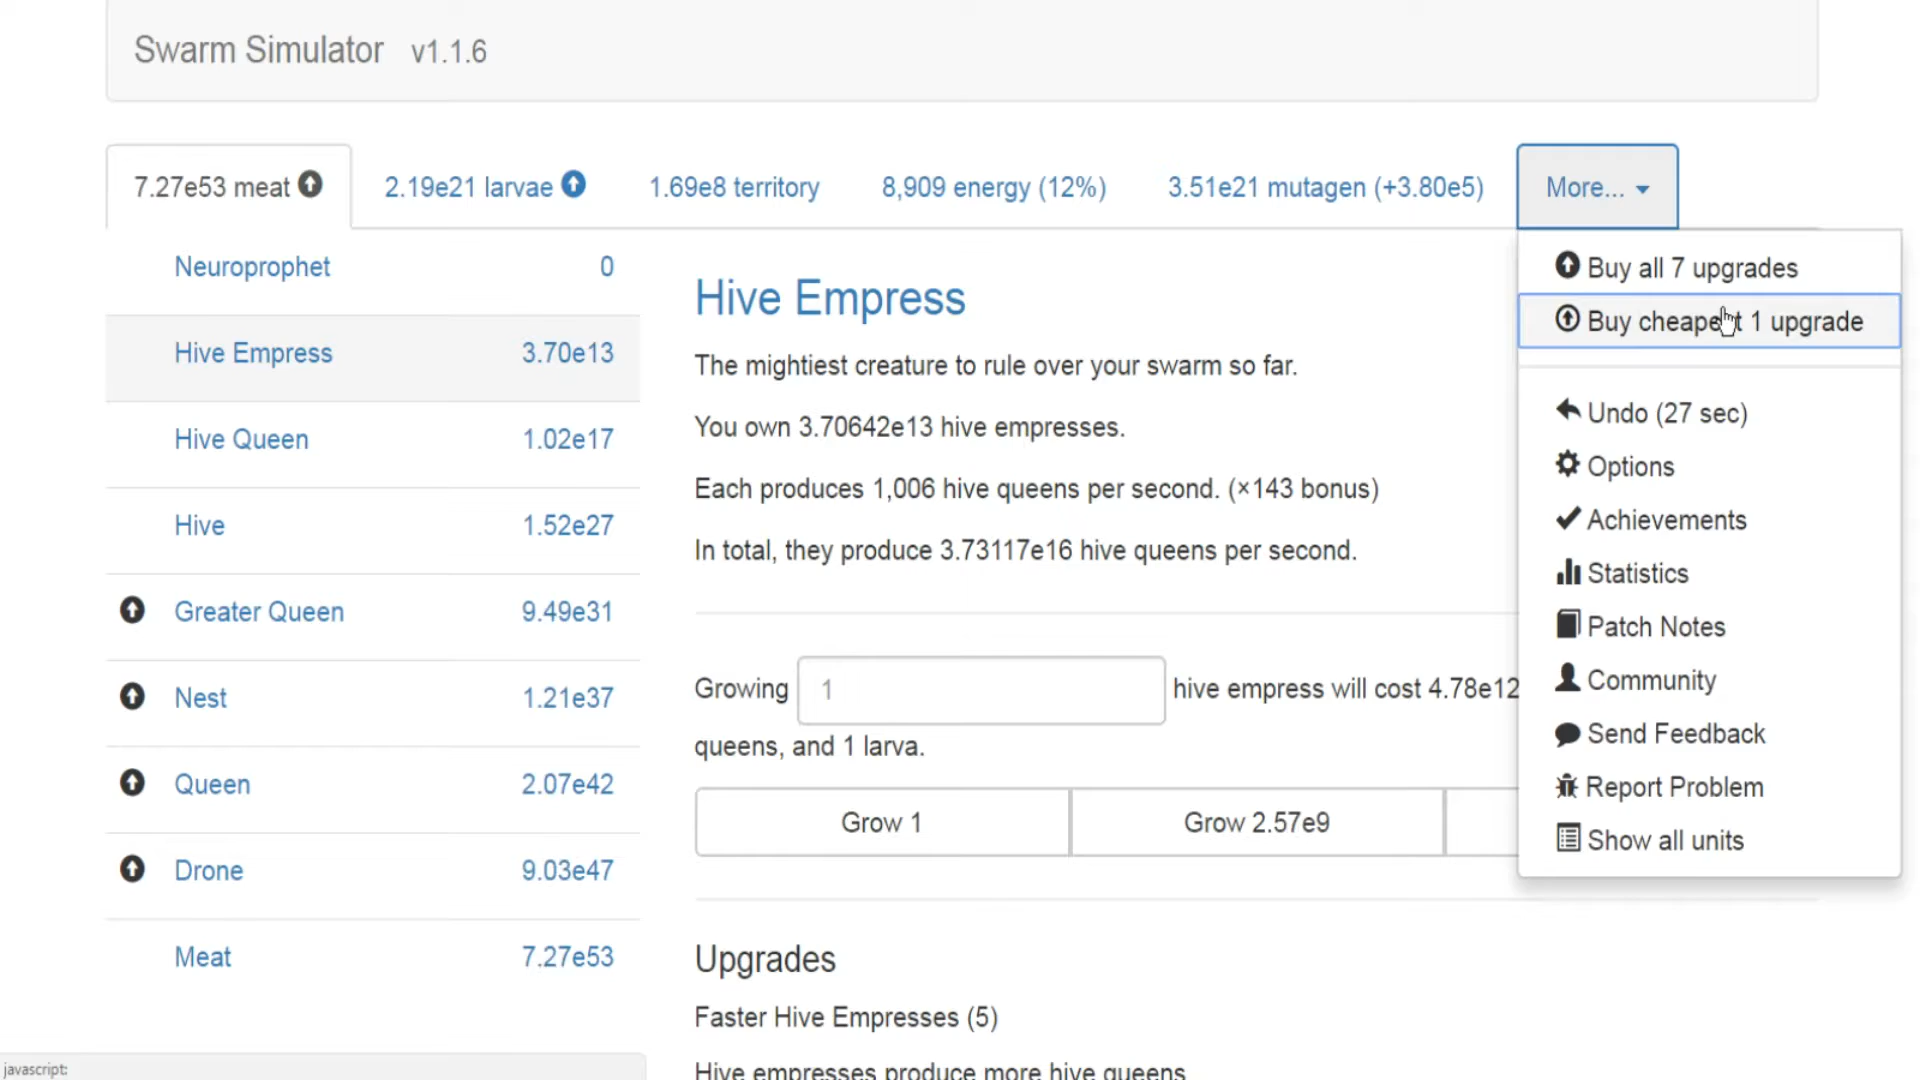 Swarm Simulator v1.1.6
7.27e53 meat
2.19e21 larvae
1.69e8 territory
8,909 energy (12%)
3.51e21 mutagen (+3.80e5)
More...
Neuroprophet 0
Hive Empress 3.70e13
Hive Queen 1.02e17
Hive 1.52e27
Greater Queen 9.49e31
Nest 1.21e37
Queen 2.07e42
Drone 9.03e47
Meat 7.27e53
Hive Empress
The mightiest creature to rule over your swarm so far.
You own 3.70642e13 hive empresses.
Each produces 1,006 hive queens per second. (×143 bonus)
In total, they produce 3.73117e16 hive queens per second.
Growing 1 hive empress will cost 4.78e12
queens, and 1 larva.
Grow 1
Grow 2.57e9
Upgrades
Faster Hive Empresses (5)
Hive empresses produce more hive queens
Buy all 7 upgrades
Buy cheapest 1 upgrade
Undo (27 sec)
Options
Achievements
Statistics
Patch Notes
Community
Send Feedback
Report Problem
Show all units
javascript: